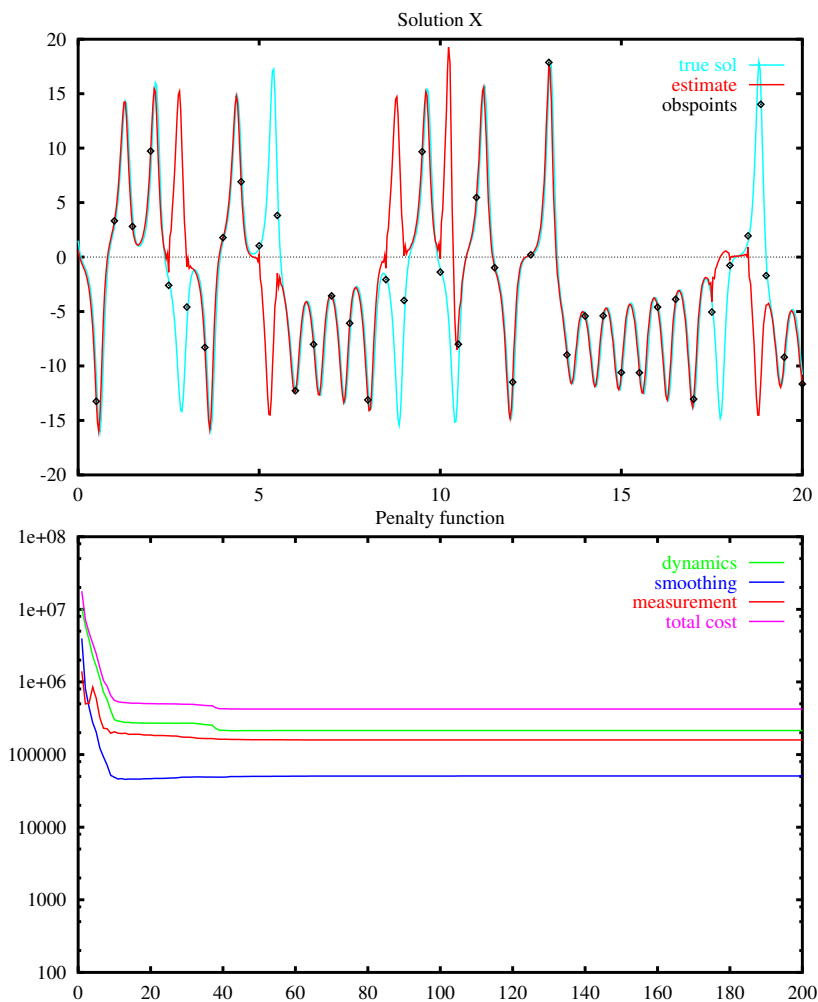 Solution X
20
15
10
5
0
-5
-10
-15
-20
true sol
estimate
obspoints
0 5 10 15 20
Penalty function
1e+08
1e+07
1e+06
100000
10000
1000
100
dynamics
smoothing
measurement
total cost
0 20 40 60 80 100 120 140 160 180 200